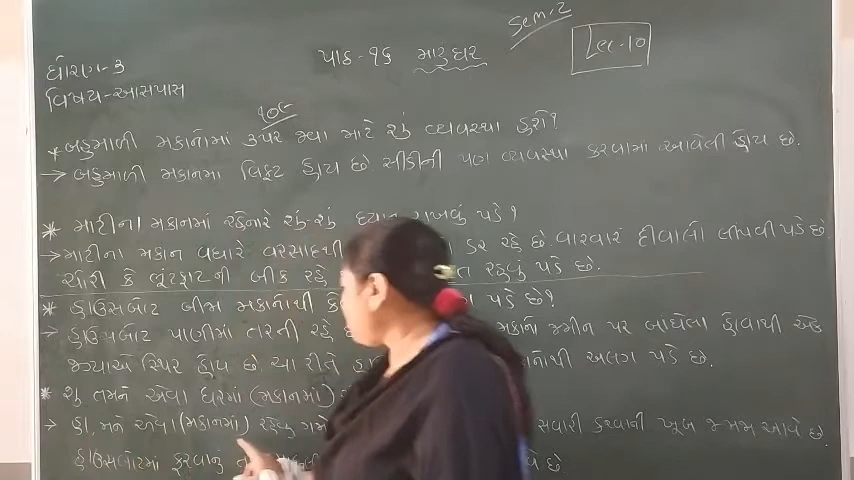 Sem-2
Lec-10
ધોરણ-૩
પાઠ-૧૬ મારું ઘર
વિષય-આસપાસ
* બહુમાળી મકાનોમાં ઉપર જવા માટે શું વ્યવસ્થા હશે?
→ બહુમાળી મકાનમાં લિફ્ટ હોય છે સીડીની પણ વ્યવસ્થા કરવામાં આવેલી હોય છે.
* માટીના મકાનમાં રહેનારે શું-શું ધ્યાન રાખવું પડે?
→ માટીના મકાન વધારે વરસાદથી ડર રહે છે. વારંવાર દીવાલો લીપવી પડે છે
ચોરી કે લૂંટફાટની બીક રહે રહેવું પડે છે.
* હાઉસબોટ બીજા મકાનોથી પડે છે?
→ હાઉસબોટ પાણીમાં તરતી રહે મકાનો જમીન પર બાંધેલા હોવાથી એક
જગ્યાએ સ્થિર હોય છે. આ રીતે અલગ પડે છે.
* શું તમને એવા ઘરમાં (મકાનમાં)
→ હા, મને એવા (મકાનમાં) રહેવું ગમે સવારી કરવાની ખૂબ મજા આવે છે.
હાઉસબોટમાં ફરવાનું છે